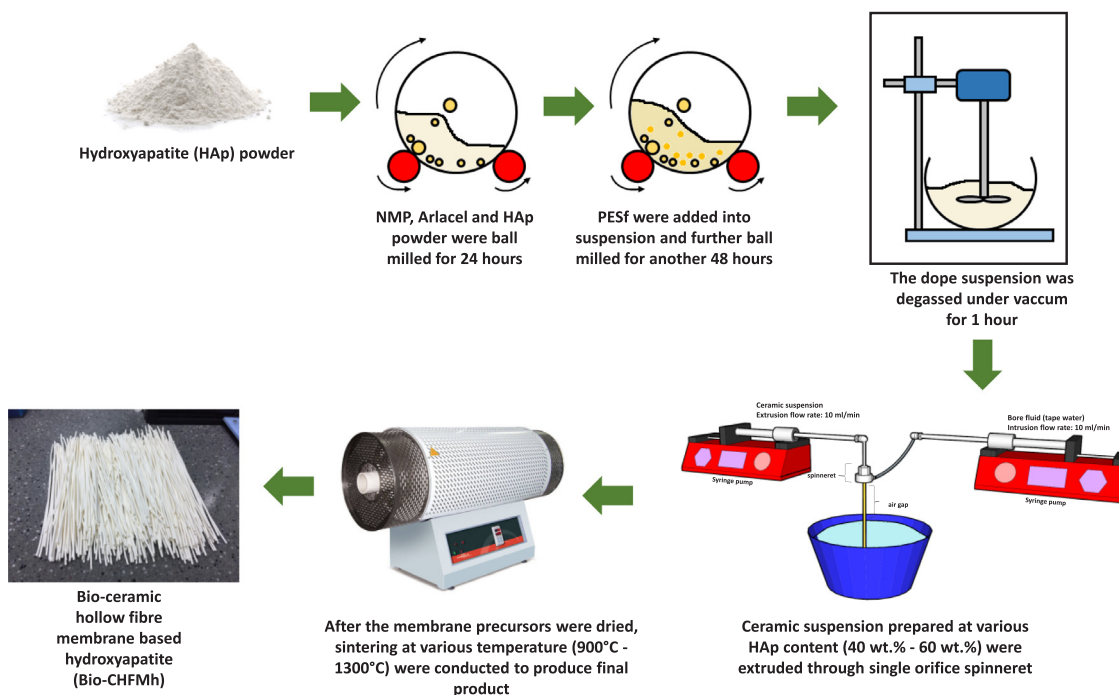 Hydroxyapatite (HAp) powder
NMP, Arlacel and HAp
powder were ball
milled for 24 hours
PESf were added into
suspension and further ball
milled for another 48 hours
The dope suspension was
degassed under vaccum
for 1 hour
Ceramic suspension
Extrusion flow rate: 10 ml/min
Bore fluid (tape water)
Intrusion flow rate: 10 ml/min
spinneret
Syringe pump
air gap
Syringe pump
Ceramic suspension prepared at various
HAp content (40 wt.% - 60 wt.%) were
extruded through single orifice spinneret
After the membrane precursors were dried,
sintering at various temperature (900°C -
1300°C) were conducted to produce final
product
Bio-ceramic
hollow fibre
membrane based
hydroxyapatite
(Bio-CHFMh)